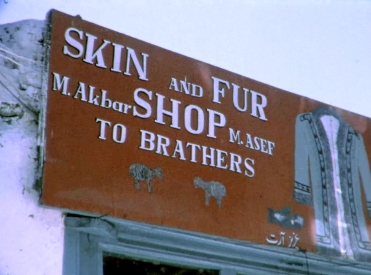 SKIN AND FUR
M. Akbar SHOP M. ASEF
TO BRATHERS